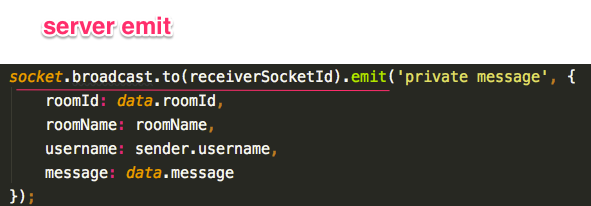 server emit
socket.broadcast.to(receiverSocketId).emit('private message', {
    roomId: data.roomId,
    roomName: roomName,
    username: sender.username,
    message: data.message
});